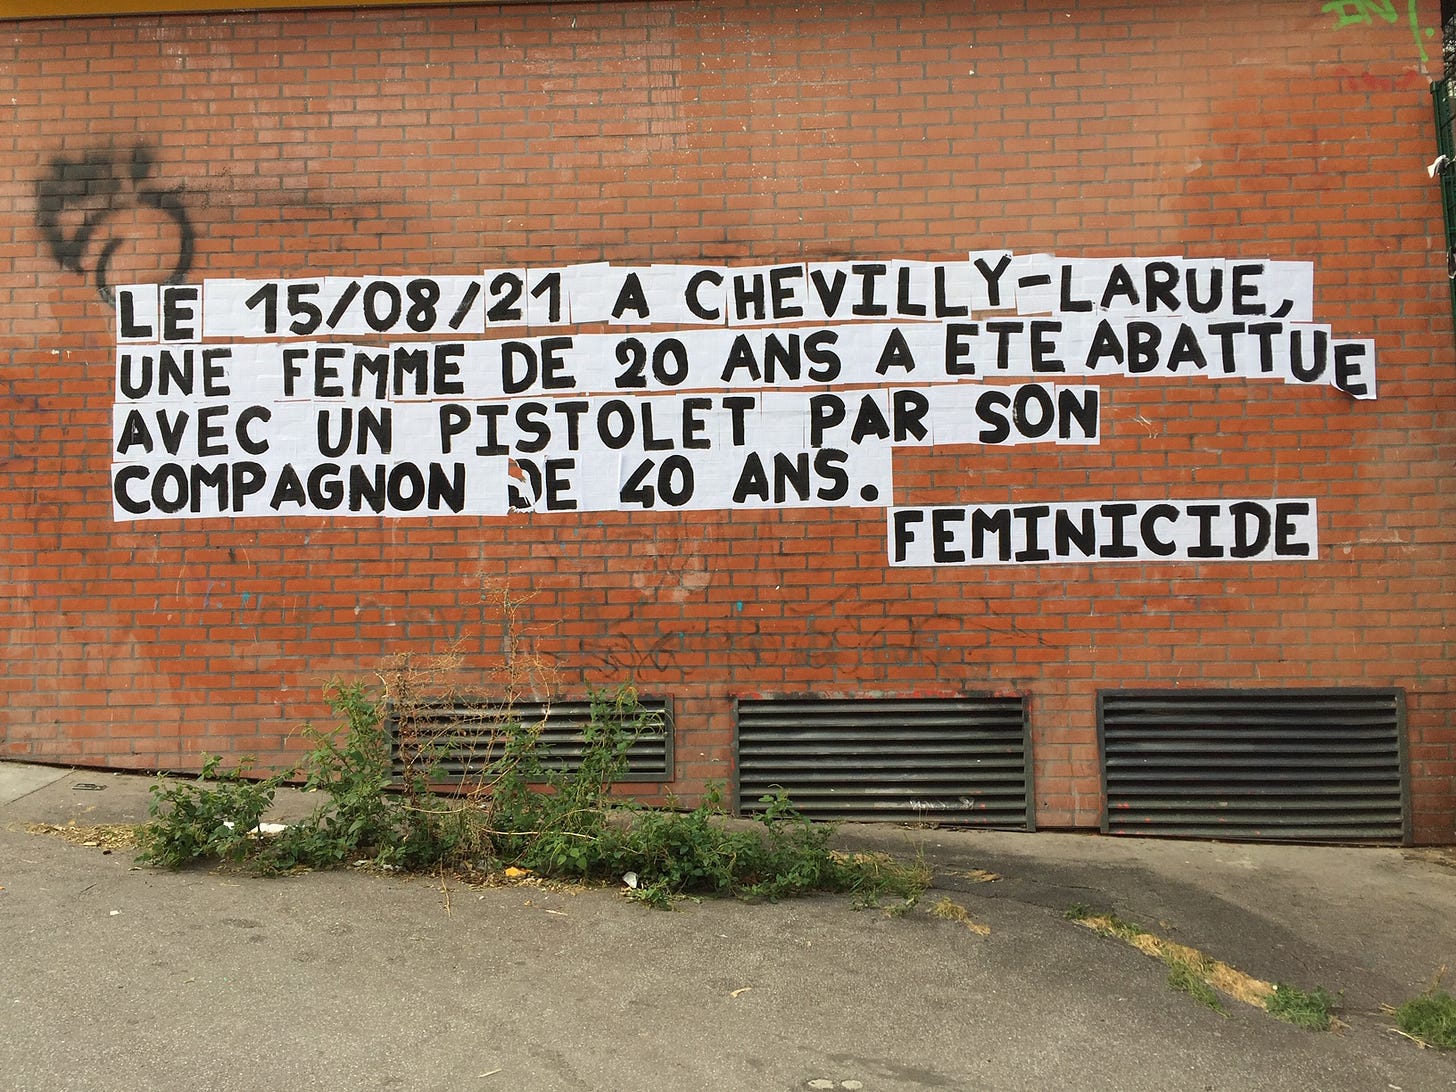 LE 15/08/21 A CHEVILLY-LARUE,
UNE FEMME DE 20 ANS A ETE ABATTUE
AVEC UN PISTOLET PAR SON
COMPAGNON DE 40 ANS.
FEMINICIDE